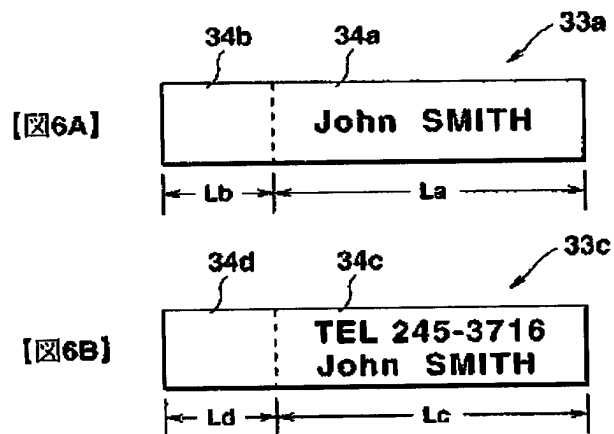 34b 34a 33a
【図6A】
John SMITH
Lb La
34d 34c 33c
【図6B】
TEL 245-3716
John SMITH
Ld Lc